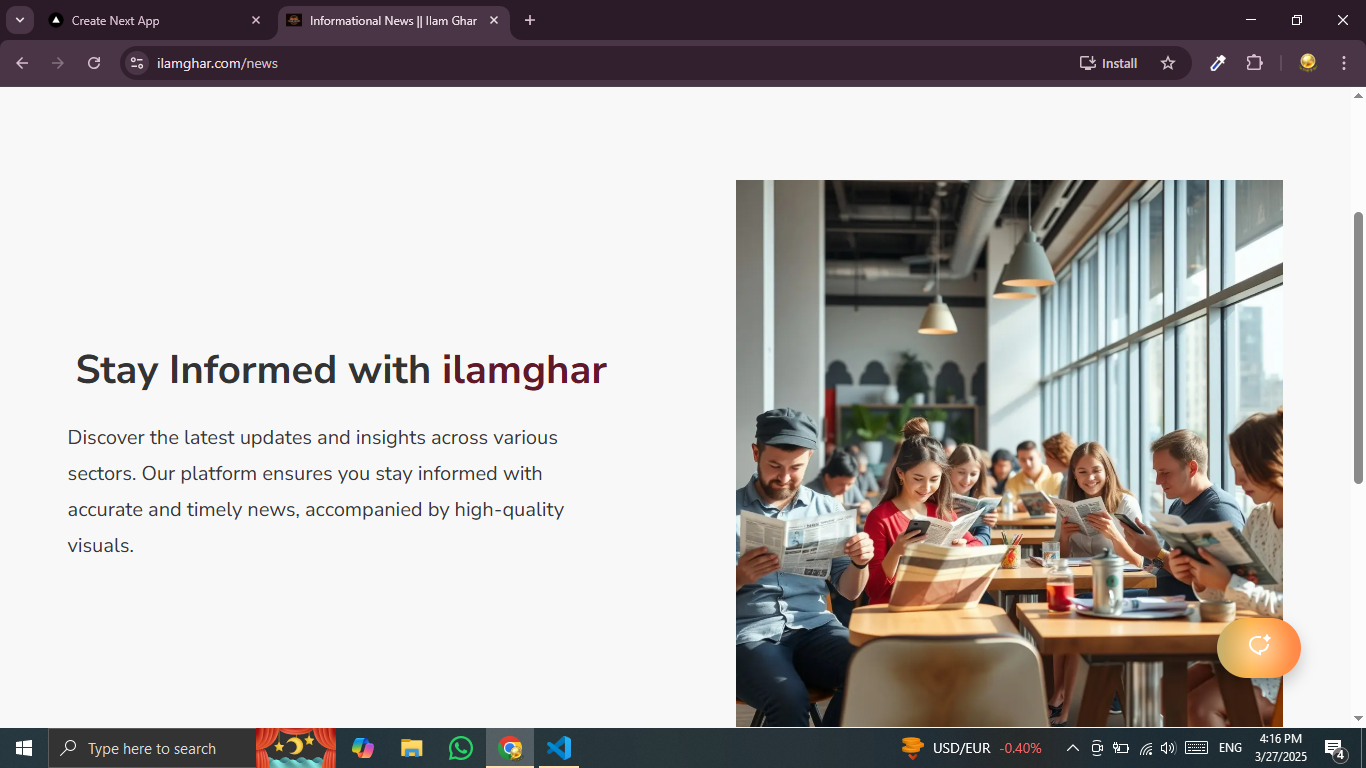 Create Next App
Informational News || Ilam Ghar
ilamghar.com/news
Install
Stay Informed with ilamghar
Discover the latest updates and insights across various
sectors. Our platform ensures you stay informed with
accurate and timely news, accompanied by high-quality
visuals.
Type here to search
USD/EUR -0.40%
ENG
4:16 PM
3/27/2025
4